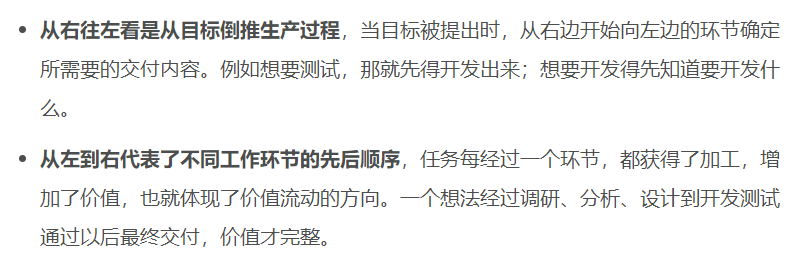 从右往左看是从目标倒推生产过程，当目标被提出时，从右边开始向左边的环节确定
所需要的交付内容。例如想要测试，那就先得开发出来；想要开发得先知道要开发什
么。
从左到右代表了不同工作环节的先后顺序，任务每经过一个环节，都获得了加工，增
加了价值，也就体现了价值流动的方向。一个想法经过调研、分析、设计到开发测试
通过以后最终交付，价值才完整。